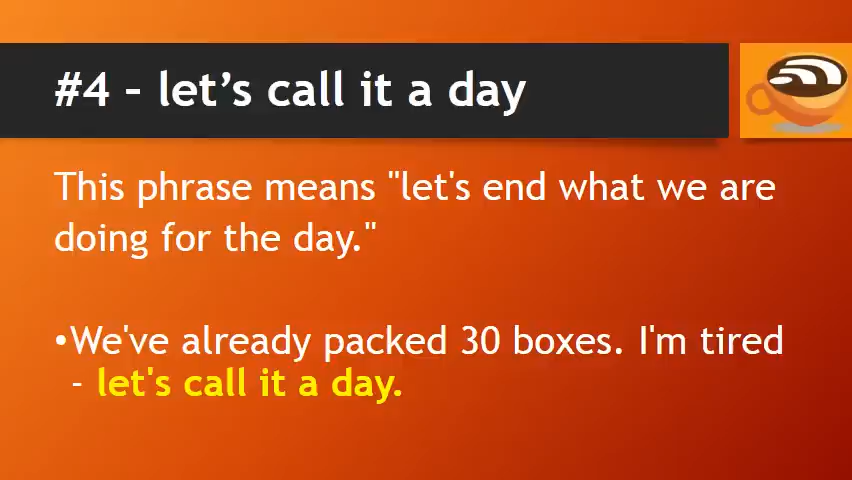 #4 – let’s call it a day
This phrase means "let's end what we are
doing for the day."
•We've already packed 30 boxes. I'm tired
- let's call it a day.